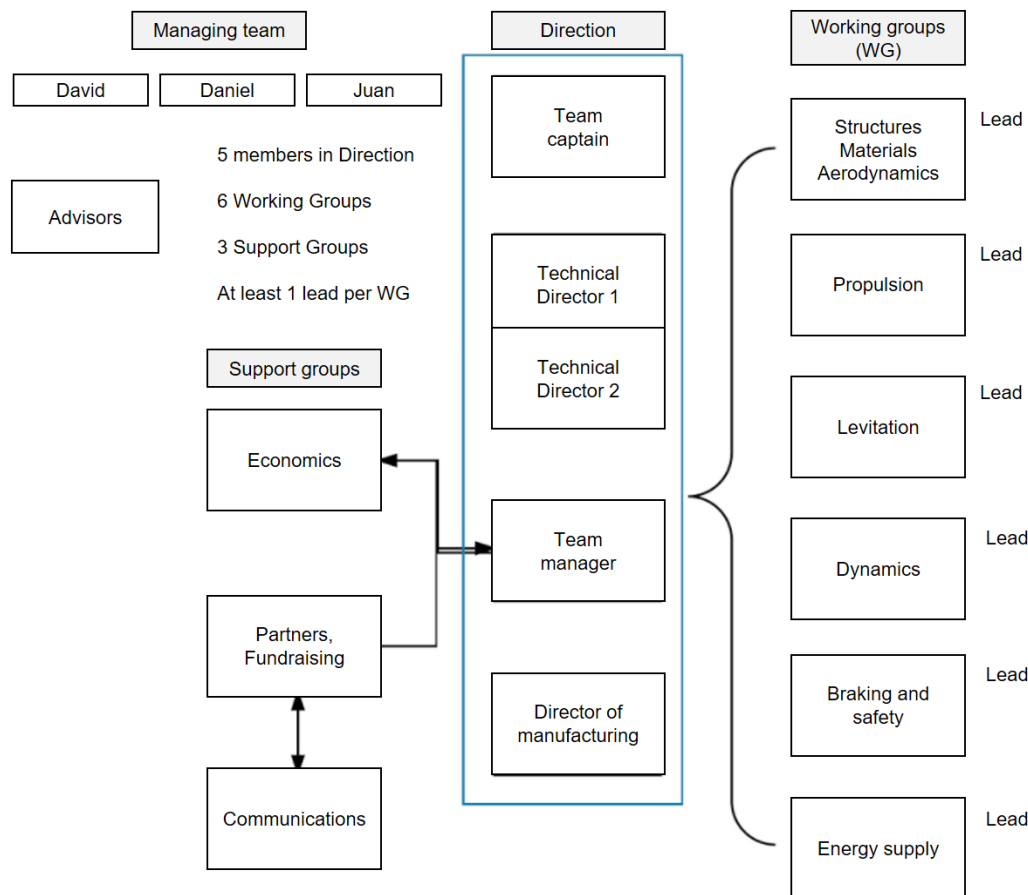 Managing team
David
Daniel
Juan
Advisors
5 members in Direction
6 Working Groups
3 Support Groups
At least 1 lead per WG
Support groups
Economics
Partners,
Fundraising
Communications
Direction
Team
captain
Technical
Director 1
Technical
Director 2
Team
manager
Director of
manufacturing
Working groups
(WG)
Structures
Materials
Aerodynamics
Lead
Propulsion
Lead
Levitation
Lead
Dynamics
Lead
Braking and
safety
Lead
Energy supply
Lead